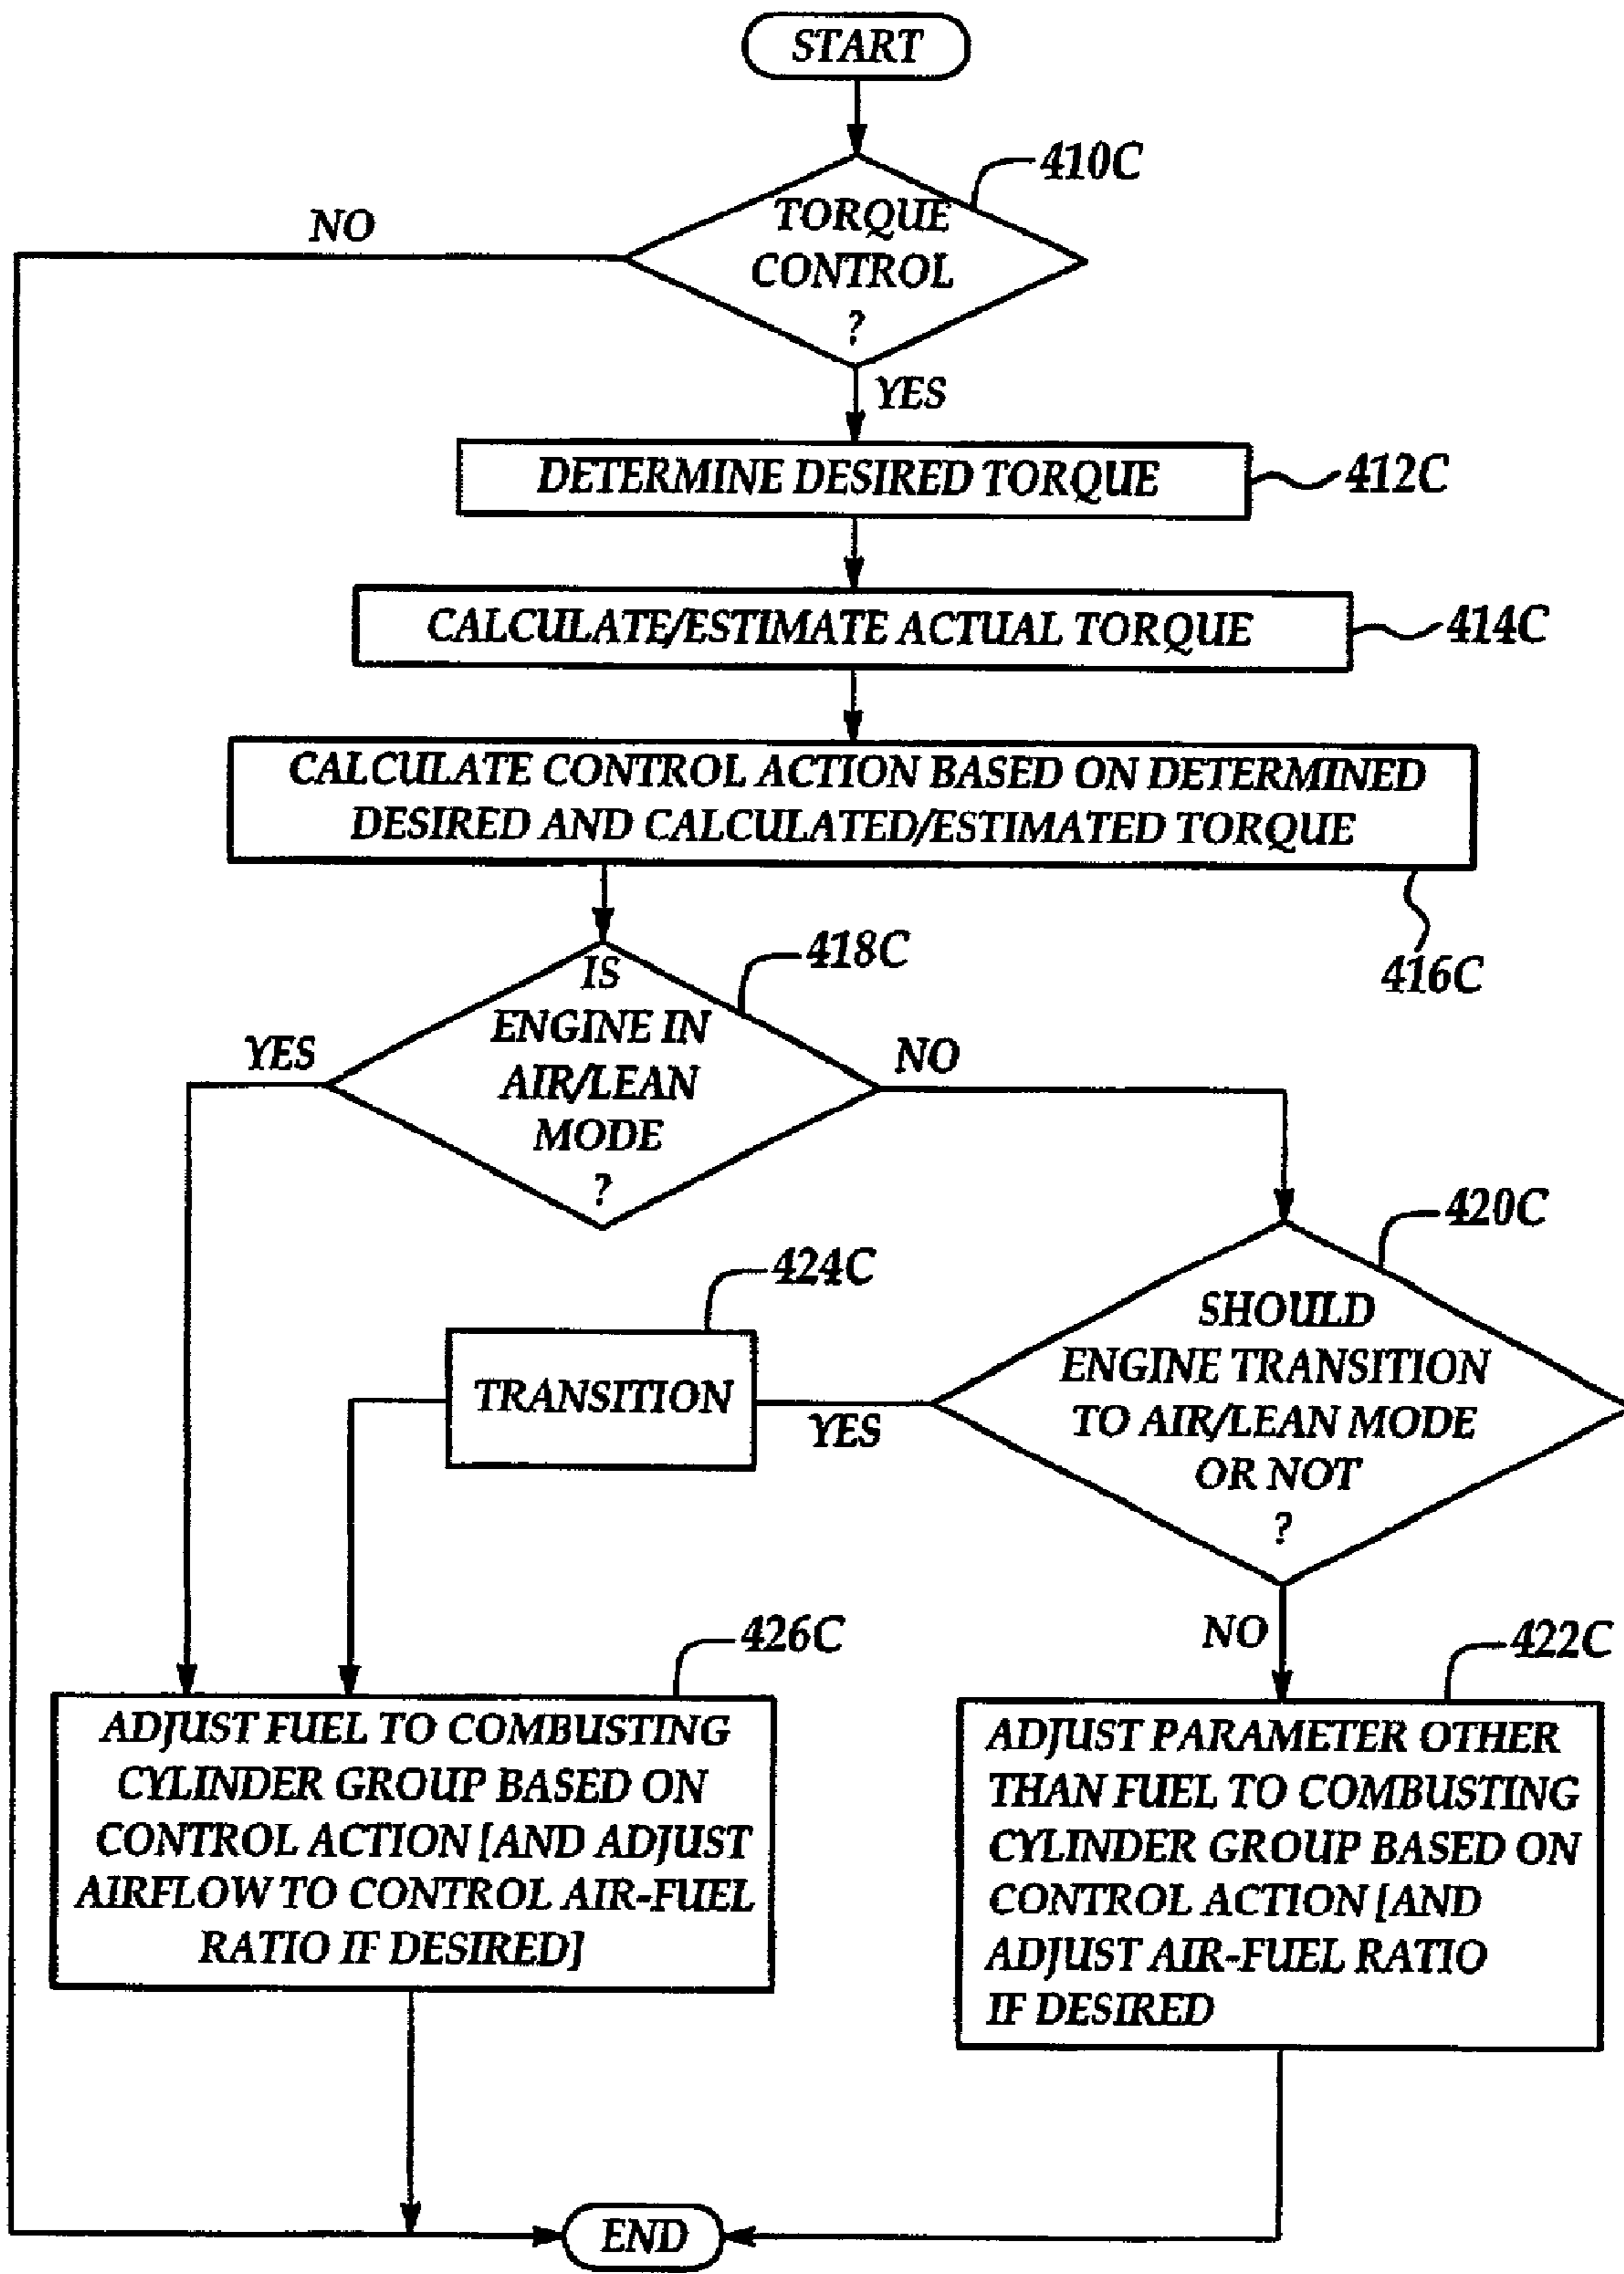 START
410C
NO
TORQUE
CONTROL
?
YES
DETERMINE DESIRED TORQUE
412C
CALCULATE/ESTIMATE ACTUAL TORQUE
414C
CALCULATE CONTROL ACTION BASED ON DETERMINED
DESIRED AND CALCULATED/ESTIMATED TORQUE
416C
418C
IS
ENGINE IN
AIR/LEAN
MODE
?
YES
NO
420C
424C
SHOULD
ENGINE TRANSITION
TO AIR/LEAN MODE
OR NOT
?
TRANSITION
YES
NO
426C
422C
ADJUST FUEL TO COMBUSTING
CYLINDER GROUP BASED ON
CONTROL ACTION [AND ADJUST
AIRFLOW TO CONTROL AIR-FUEL
RATIO IF DESIRED]
ADJUST PARAMETER OTHER
THAN FUEL TO COMBUSTING
CYLINDER GROUP BASED ON
CONTROL ACTION [AND
ADJUST AIR-FUEL RATIO
IF DESIRED
END